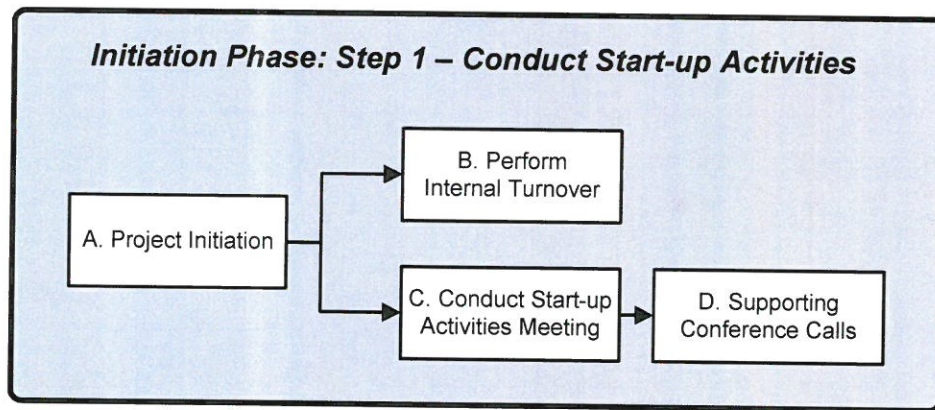 Initiation Phase: Step 1 – Conduct Start-up Activities
A. Project Initiation
B. Perform
Internal Turnover
C. Conduct Start-up
Activities Meeting
D. Supporting
Conference Calls